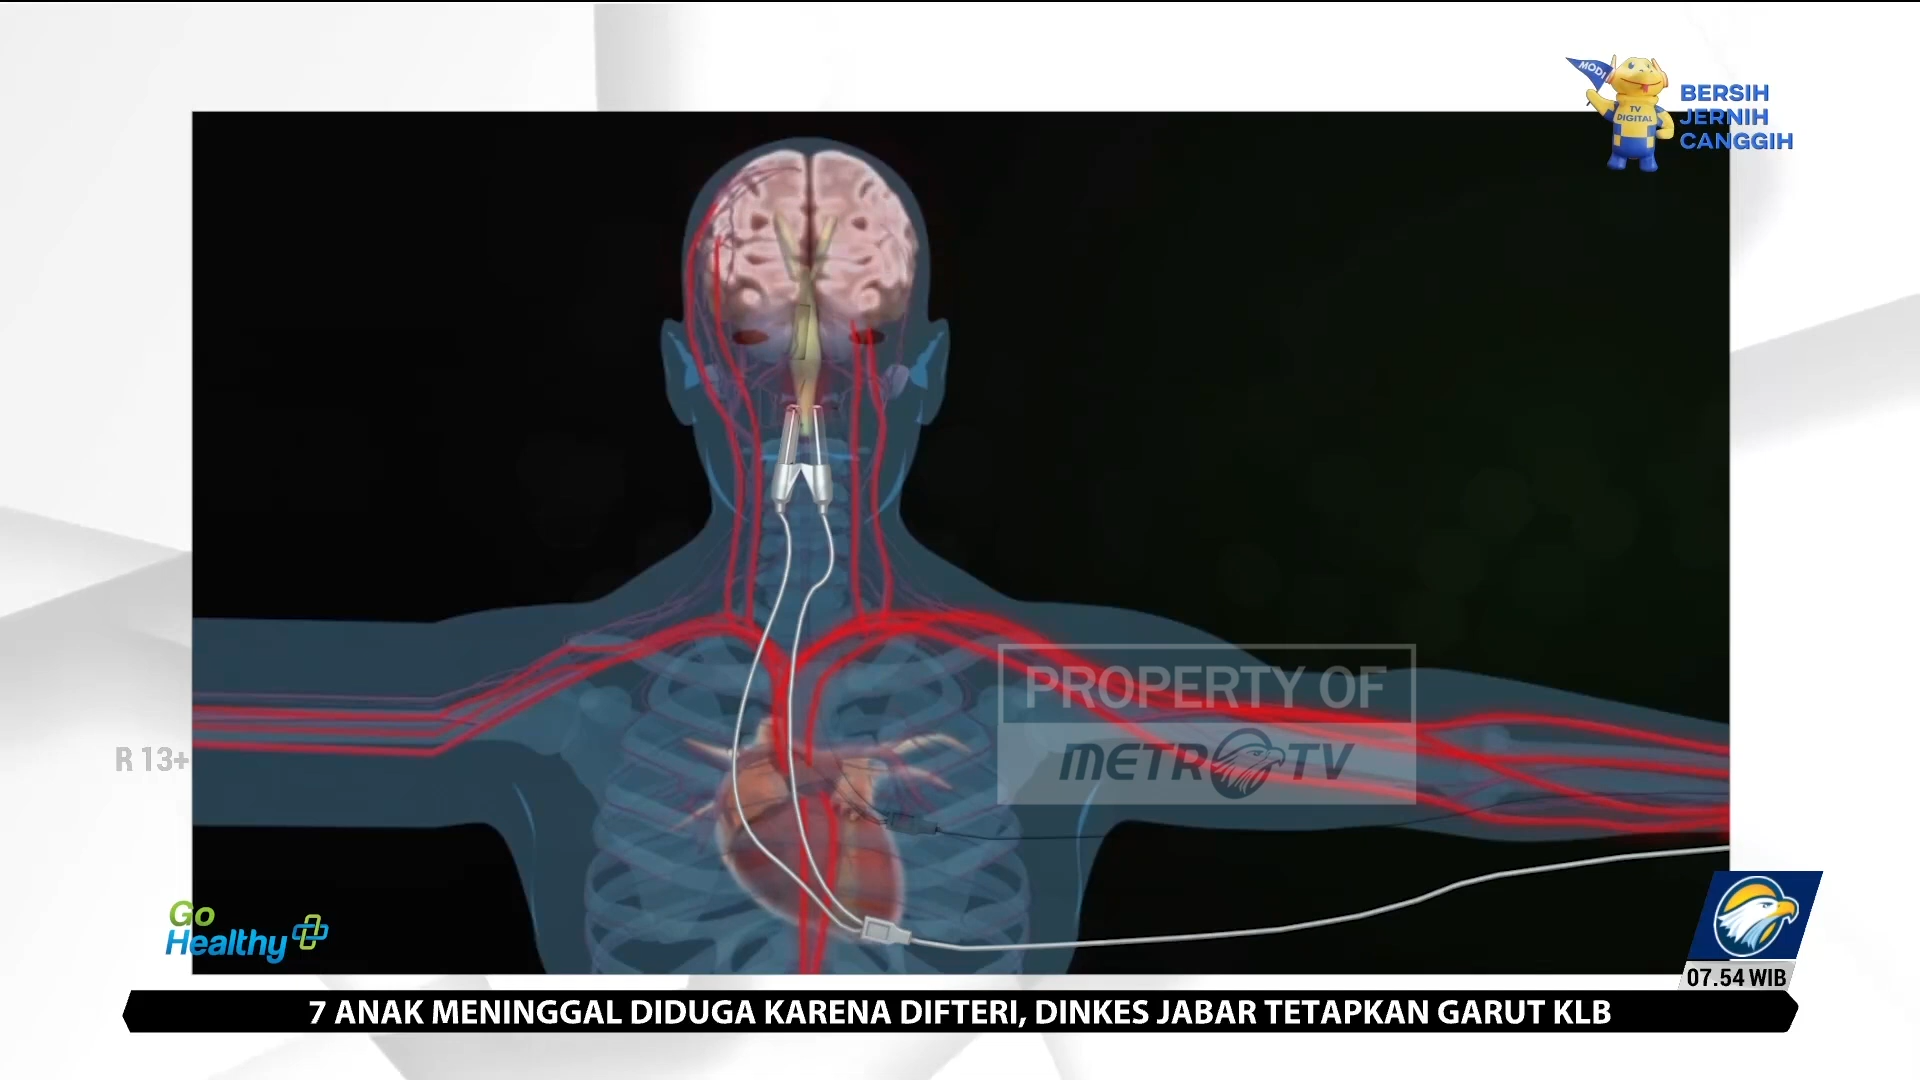 MODI
TV
DIGITAL
BERSIH
JERNIH
CANGGIH
PROPERTY OF
METRO TV
R 13+
Go
Healthy
07.54 WIB
7 ANAK MENINGGAL DIDUGA KARENA DIFTERI, DINKES JABAR TETAPKAN GARUT KLB